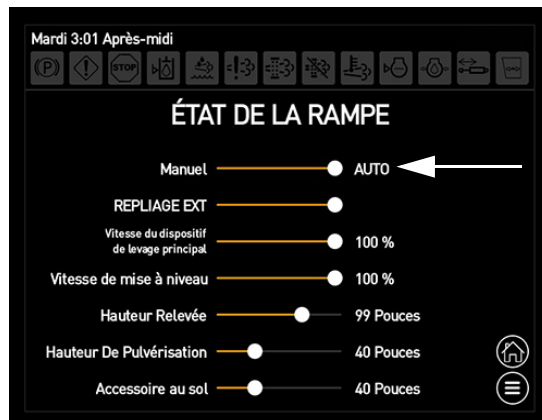 Mardi 3:01 Après-midi
(P) STOP
ÉTAT DE LA RAMPE
Manuel AUTO
REPLIAGE EXT
Vitesse du dispositif
de levage principal 100 %
Vitesse de mise à niveau 100 %
Hauteur Relevée 99 Pouces
Hauteur De Pulvérisation 40 Pouces
Accessoire au sol 40 Pouces